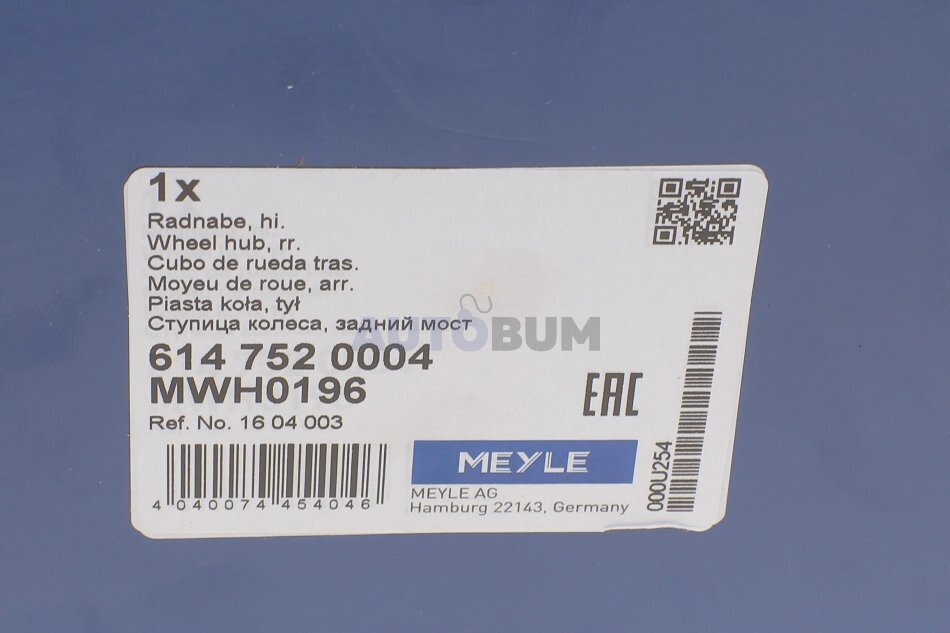 1x
Radnabe, hi.
Wheel hub, rr.
Cubo de rueda tras.
Moyeu de roue, arr.
Piasta koła, tył
Ступица колеса, задний мост
AUTOBUM
614 752 0004
MWH0196
EAC
Ref. No. 16 04 003
MEYLE
4 040074 454046
MEYLE AG
Hamburg 22143, Germany
000U254